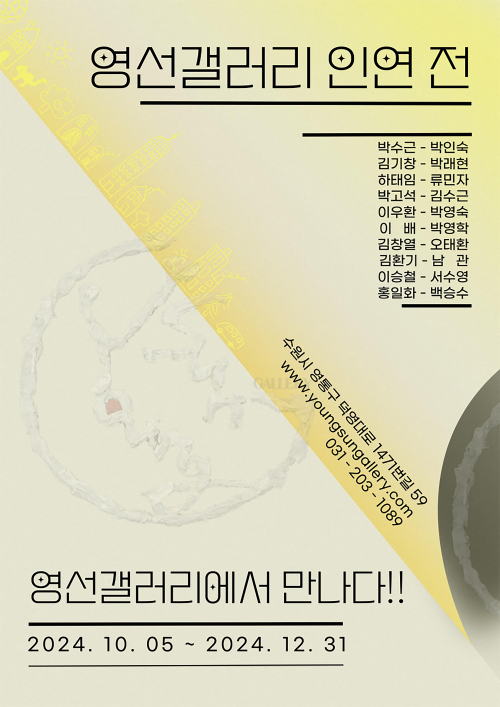 영선갤러리 인연 전
박수근 - 박인숙
김기창 - 박래현
하태임 - 류민자
박고석 - 김수근
이우환 - 박영숙
이 배 - 박영학
김창열 - 오태환
김환기 - 남 관
이승철 - 서수영
홍일화 - 백승수
수원시 영통구 덕영대로 1471번길 59
www.youngsungallery.com
031 - 203 - 1089
영선갤러리에서 만나다!!
2024. 10. 05 ~ 2024. 12. 31